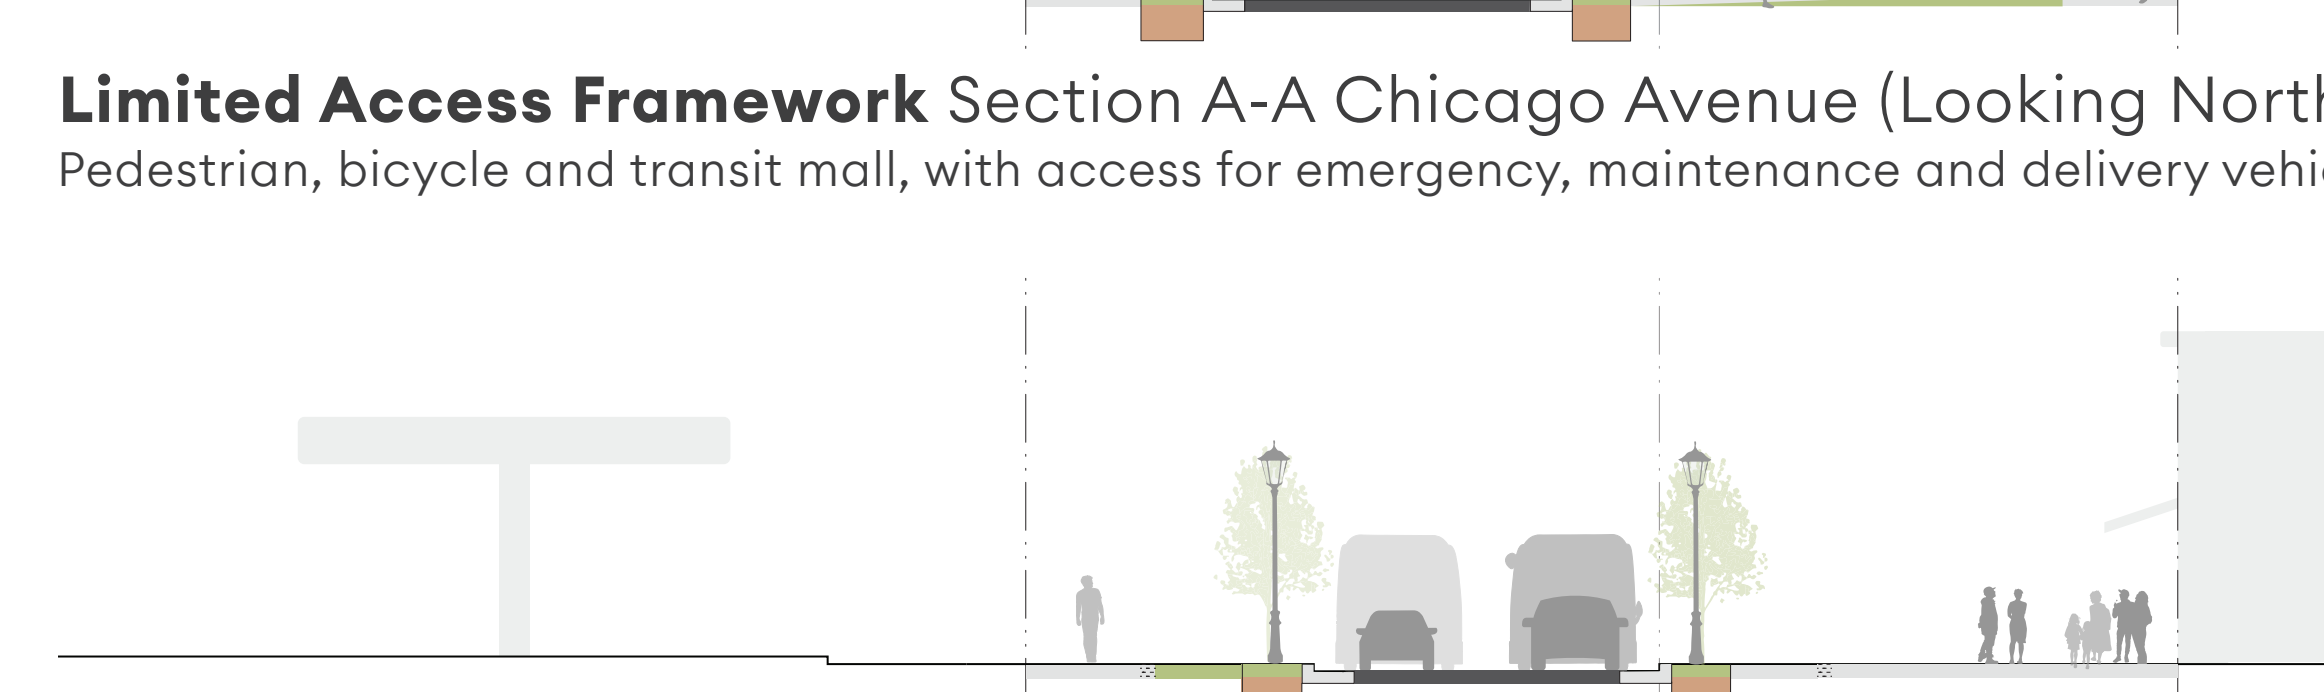 Limited Access Framework Section A-A Chicago Avenue (Looking North
Pedestrian, bicycle and transit mall, with access for emergency, maintenance and delivery